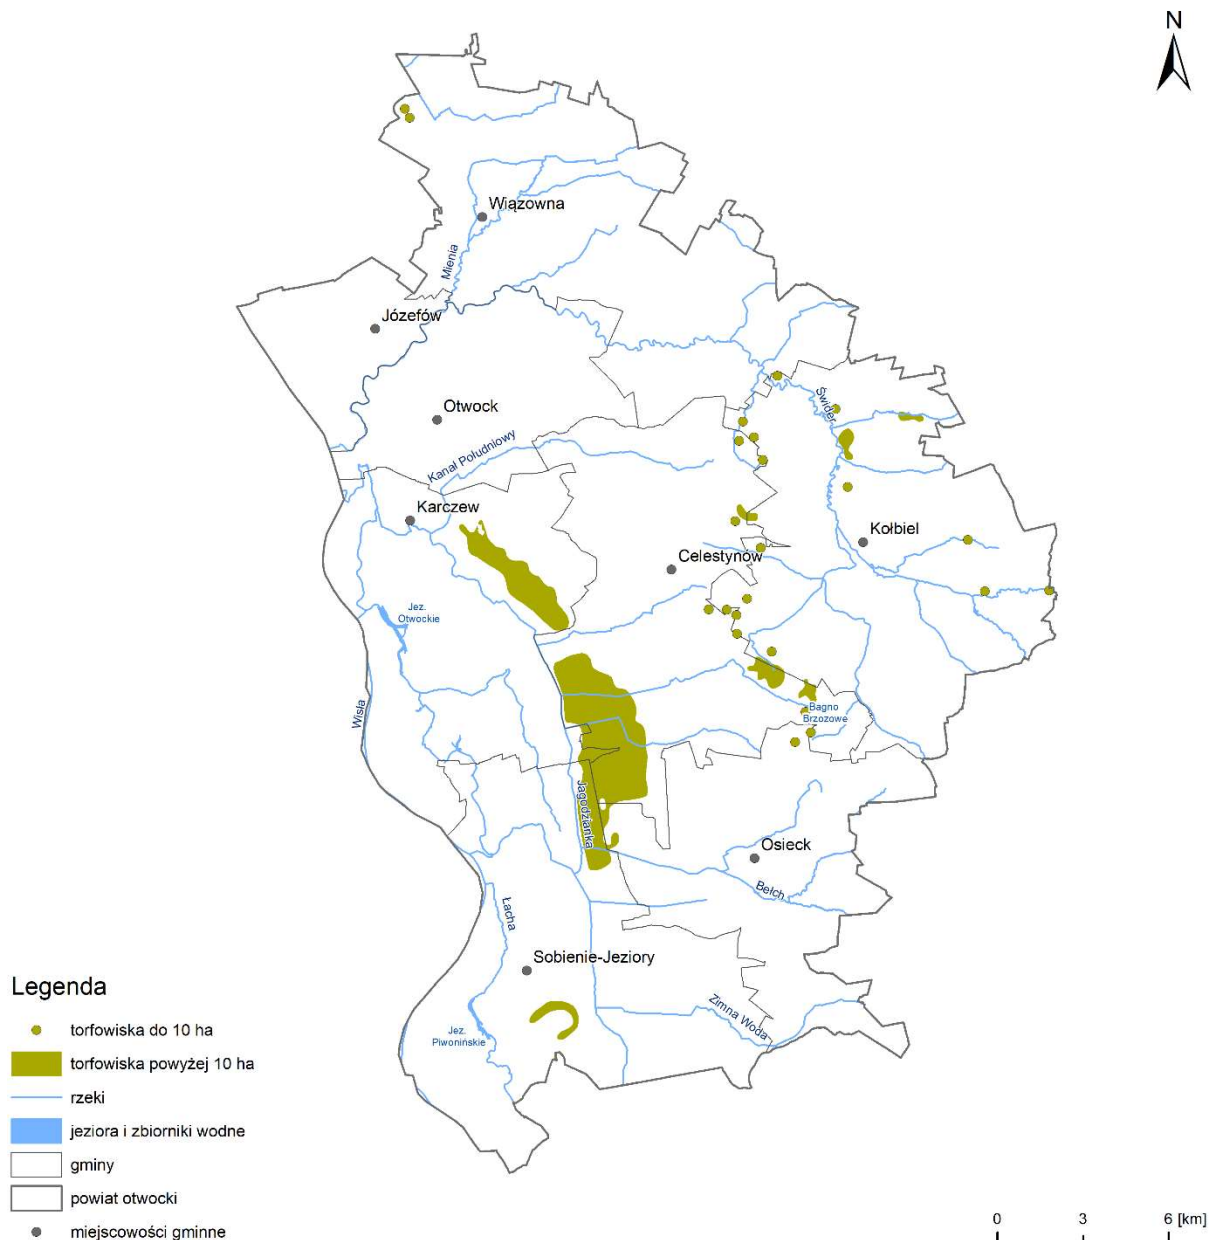 N
Wiązowna
Mienia
Józefów
Otwock
Świder
Kanał Południowy
Karczew
Kołbiel
Celestynów
Jez.
Otwockie
Wisła
Bagno
Brzozowe
Jagodzianka
Osieck
Bełch
Łacha
Sobienie-Jeziory
Zimna Woda
Jez.
Piwonińskie
Legenda
torfowiska do 10 ha
torfowiska powyżej 10 ha
rzeki
jeziora i zbiorniki wodne
gminy
powiat otwocki
miejscowości gminne
0 3 6 [km]